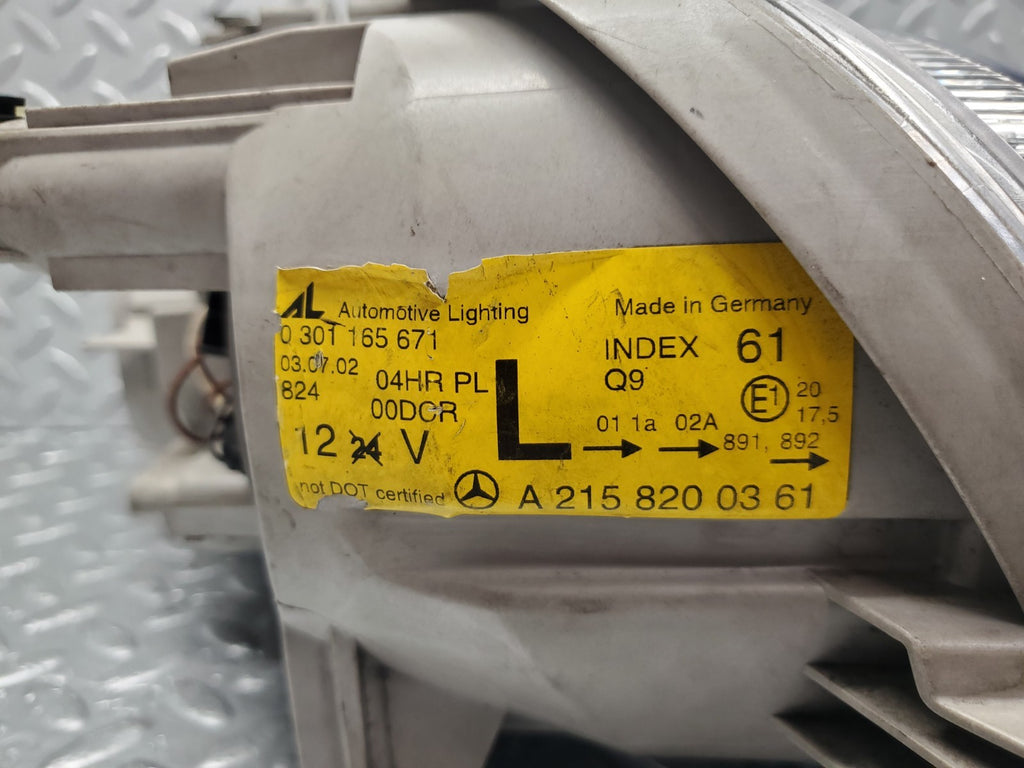 AL Automotive Lighting
0 301 165 671
03.07.02
824
04HR PL
00DCR
12 24 V
not DOT certified
L
Made in Germany
INDEX 61
Q9
E1 20
17,5
01 1a 02A
891, 892
A 215 820 03 61